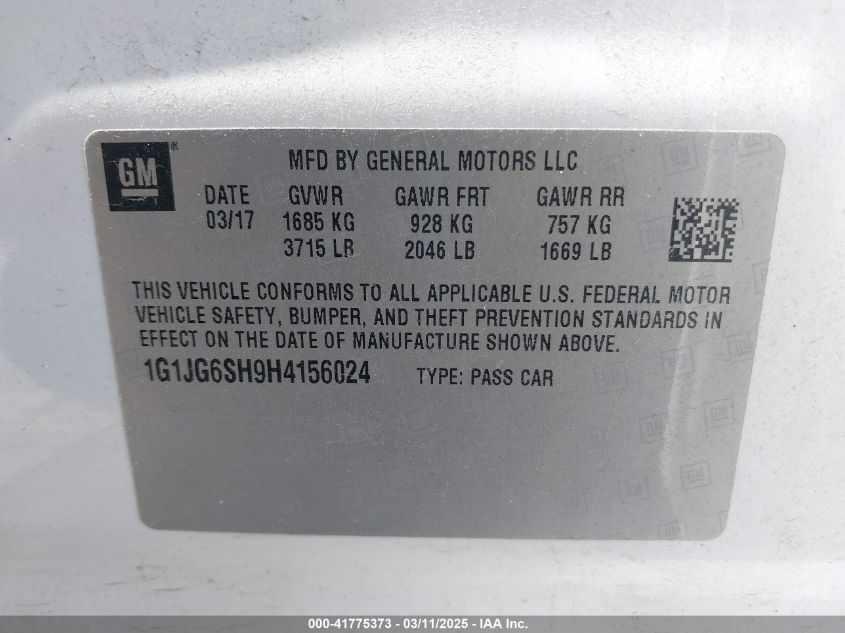 GM ®
MFD BY GENERAL MOTORS LLC
DATE GVWR GAWR FRT GAWR RR
03/17 1685 KG 928 KG 757 KG
3715 LB 2046 LB 1669 LB
THIS VEHICLE CONFORMS TO ALL APPLICABLE U.S. FEDERAL MOTOR
VEHICLE SAFETY, BUMPER, AND THEFT PREVENTION STANDARDS IN
EFFECT ON THE DATE OF MANUFACTURE SHOWN ABOVE.
1G1JG6SH9H4156024 TYPE: PASS CAR
000-41775373 - 03/11/2025 - IAA Inc.